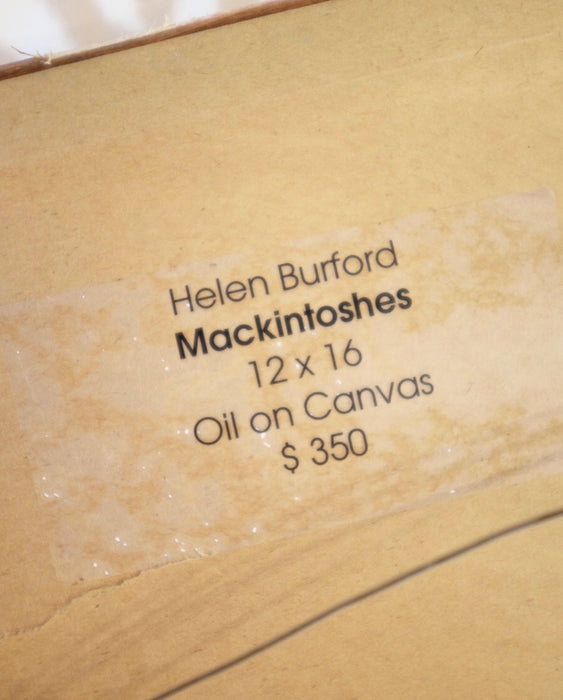 Helen Burford
Mackintoshes
12 x 16
Oil on Canvas
$ 350